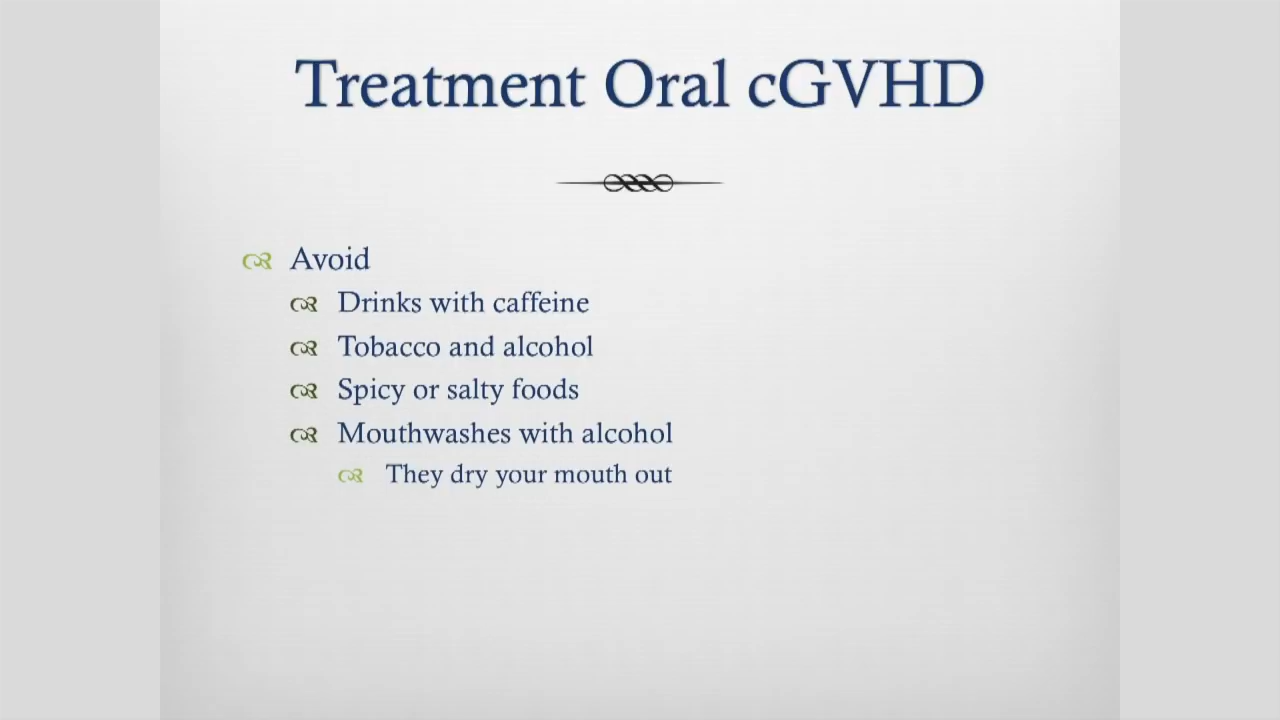 Treatment Oral cGVHD
Avoid
Drinks with caffeine
Tobacco and alcohol
Spicy or salty foods
Mouthwashes with alcohol
They dry your mouth out